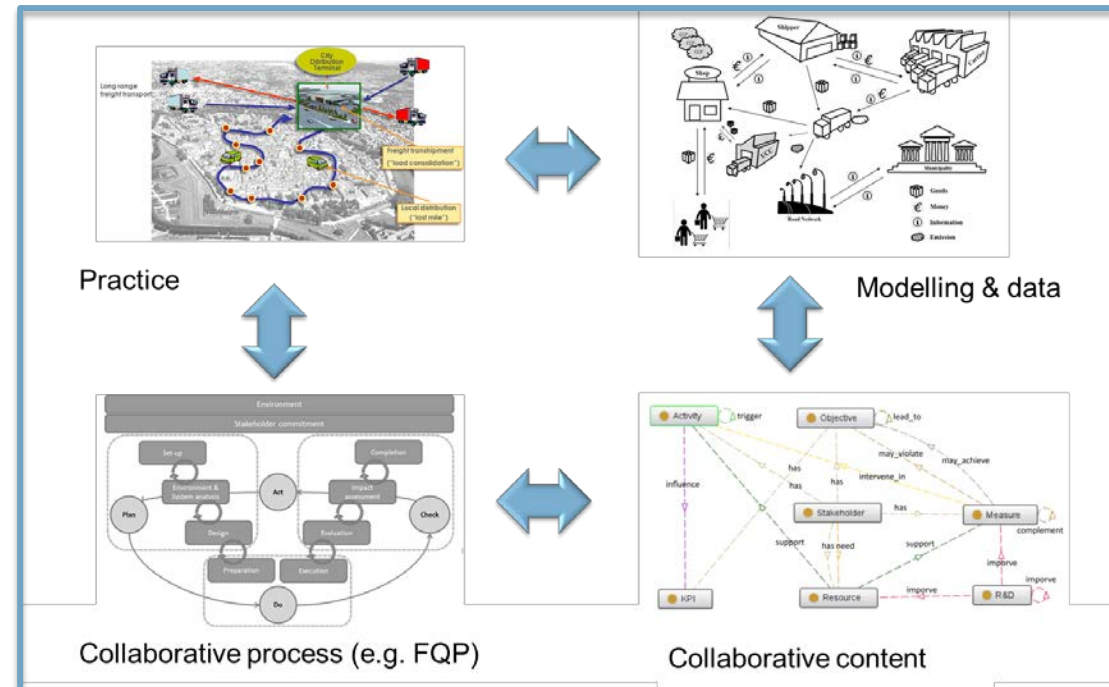 City
Ditribution
Terminal
Long range
freight transport
Freight transhipment
("load consolidation")
Local distribution
("last mile")
Practice
Shipper
Carrier
Shop
UCC
Municipality
Road Network
Goods
€ Money
i Information
Emission
Modelling & data
Environment
Stakeholder commitment
Set-up
Completion
Environment &
System analysis
Act
Impact
assessment
Plan
Check
Design
Evaluation
Preparation
Execution
Do
Collaborative process (e.g. FQP)
Activity
trigger
Objective
lead_to
may_violate
may_achieve
has
intervene_in
influence
has
has
Stakeholder
has
Measure
complement
support
has need
support
imporve
imporve
KPI
Resource
imporve
R&D
Collaborative content